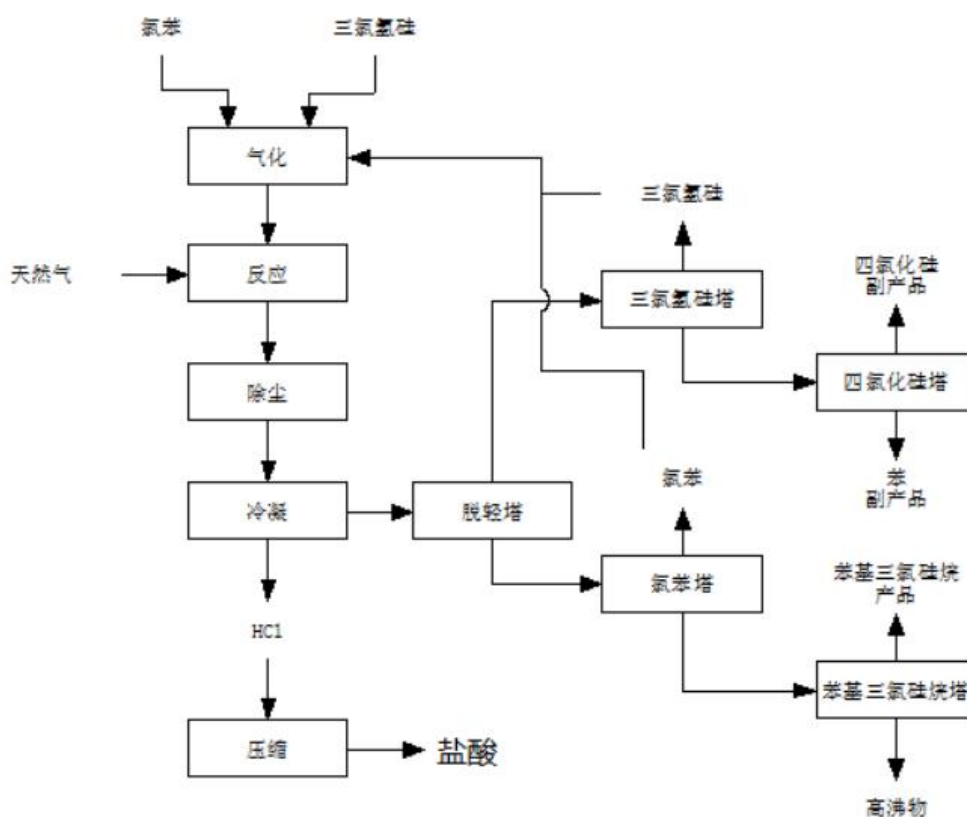 氯苯
三氯氢硅
气化
三氯氢硅
天然气
反应
三氯氢硅塔
四氯化硅
副产品
除尘
四氯化硅塔
氯苯
苯
副产品
冷凝
脱轻塔
氯苯塔
苯基三氯硅烷
产品
HCl
苯基三氯硅烷塔
压缩
盐酸
高沸物